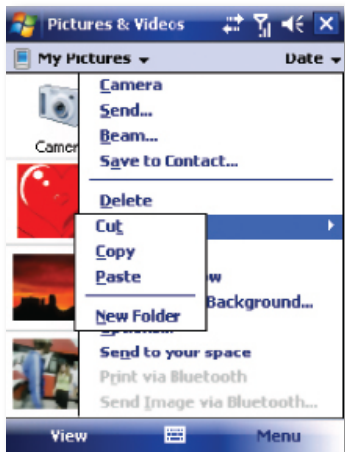 Pictures & Videos
My Pictures
Date
Camera
Send...
Beam...
Save to Contact...
Delete
Cut
Copy
Paste
New Folder
Background...
Send to your space
Print via Bluetooth
Send Image via Bluetooth...
View
Menu